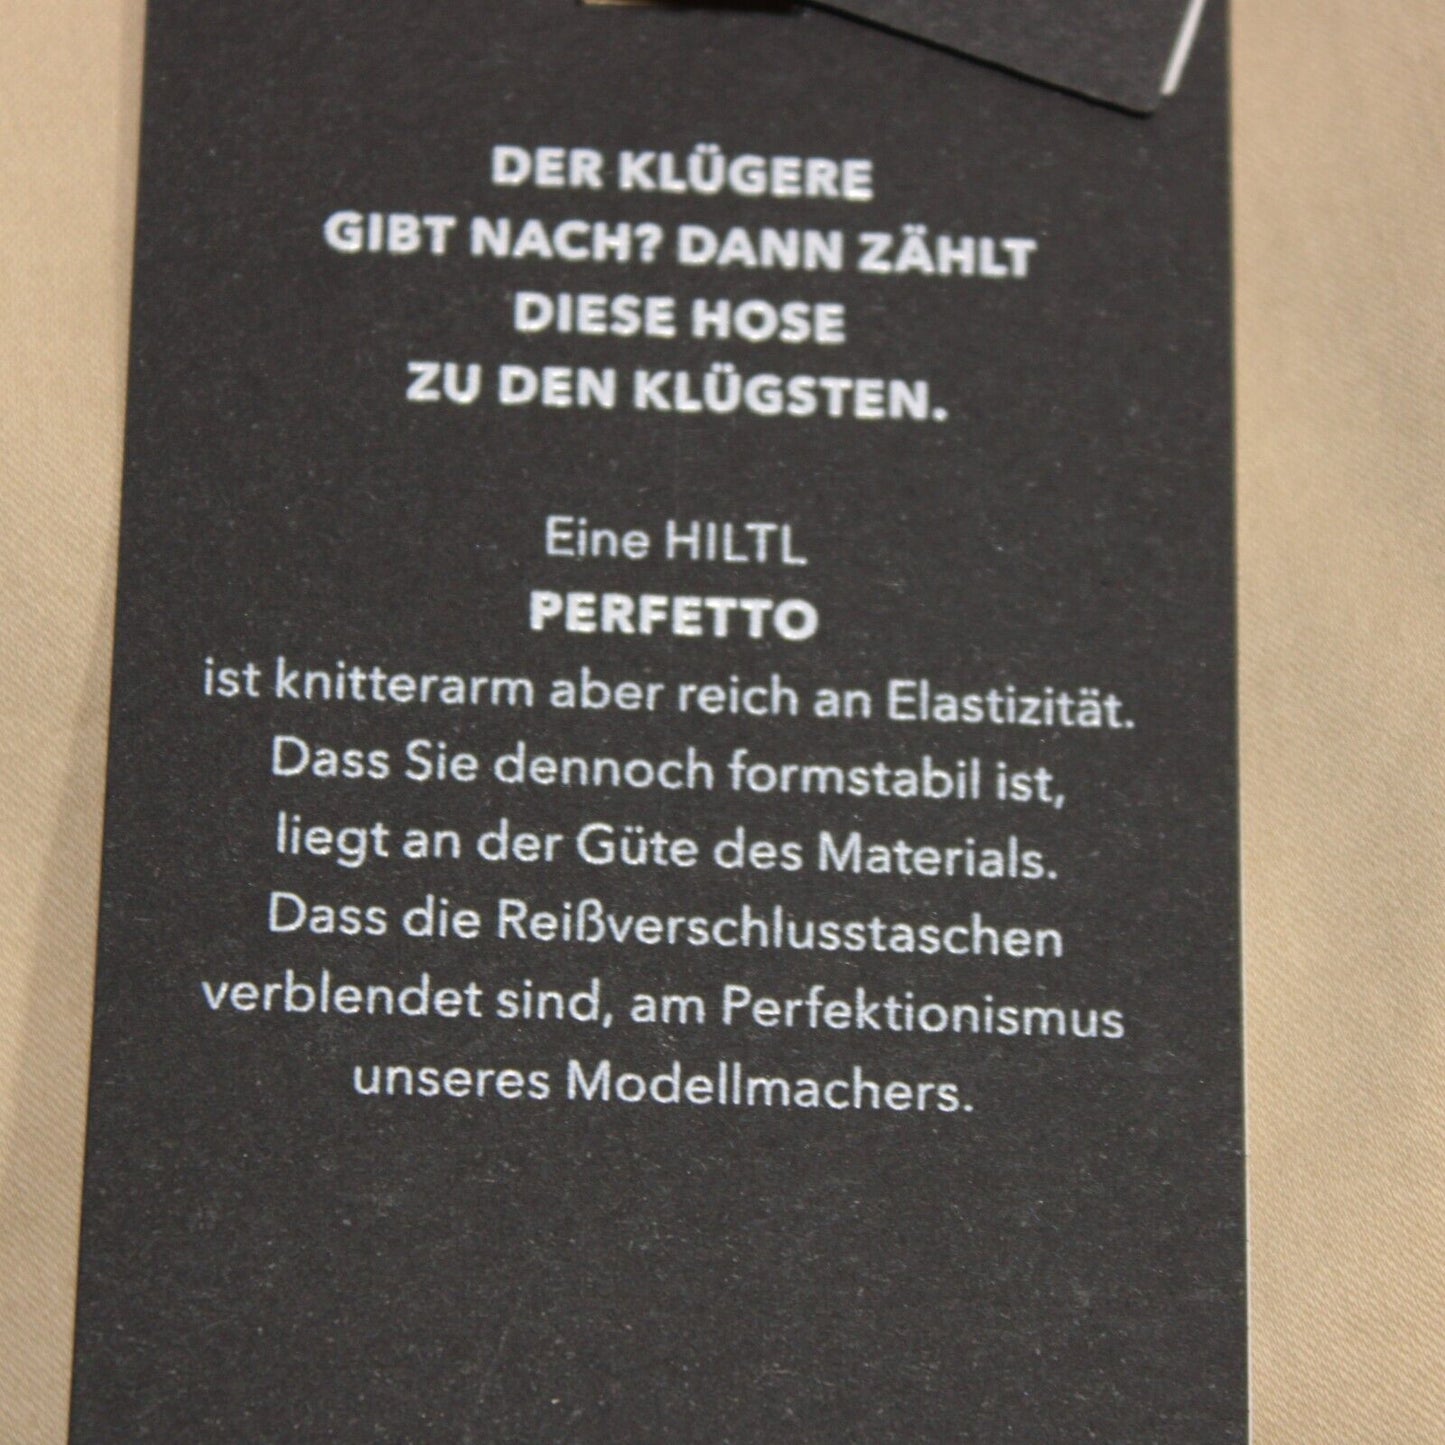 DER KLÜGERE
GIBT NACH? DANN ZÄHLT
DIESE HOSE
ZU DEN KLÜGSTEN.
Eine HILTL
PERFETTO
ist knitterarm aber reich an Elastizität.
Dass Sie dennoch formstabil ist,
liegt an der Güte des Materials.
Dass die Reißverschlusstaschen
verblendet sind, am Perfektionismus
unseres Modellmachers.